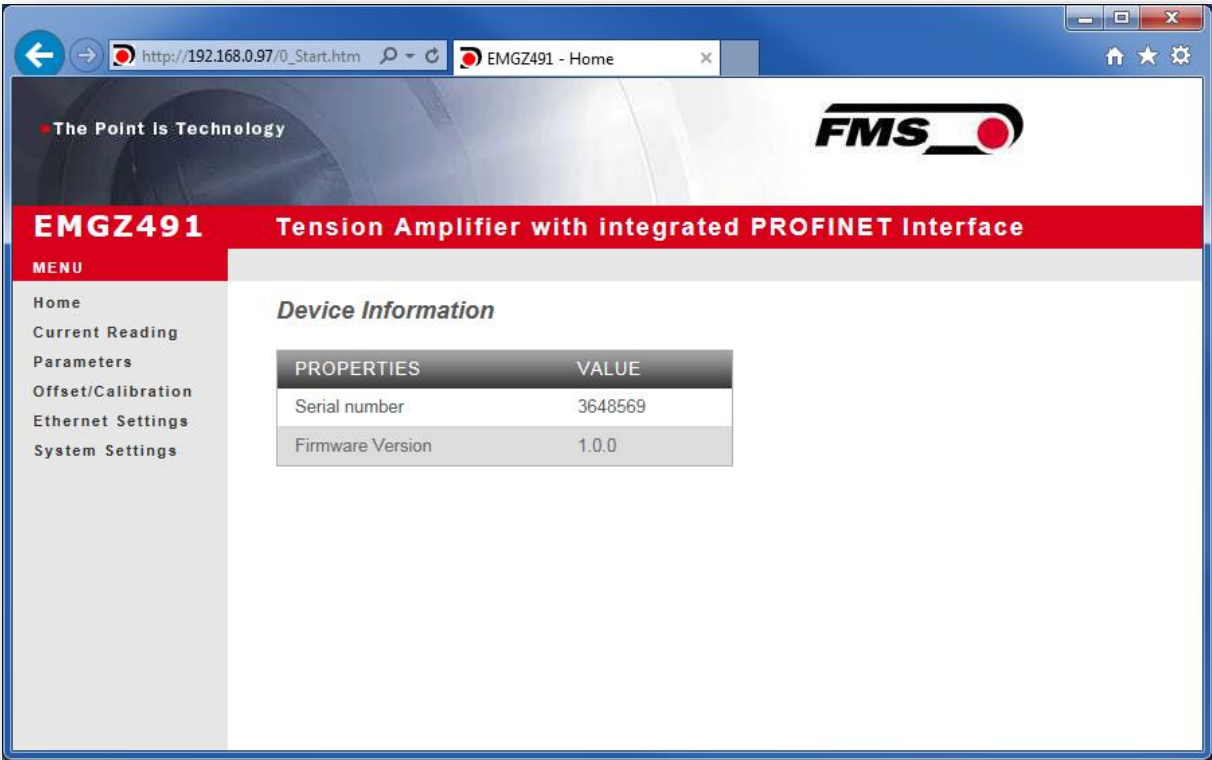 http://192.168.0.97/0_Start.htm
EMGZ491 - Home
The Point Is Technology
FMS
EMGZ491
Tension Amplifier with integrated PROFINET Interface
MENU
Home
Current Reading
Parameters
Offset/Calibration
Ethernet Settings
System Settings
Device Information
PROPERTIES VALUE
Serial number 3648569
Firmware Version 1.0.0